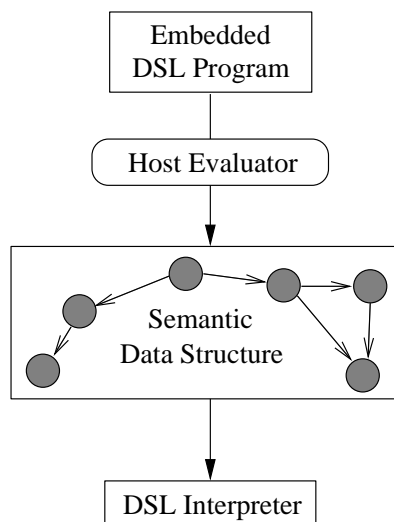 Embedded
DSL Program
Host Evaluator
Semantic
Data Structure
DSL Interpreter